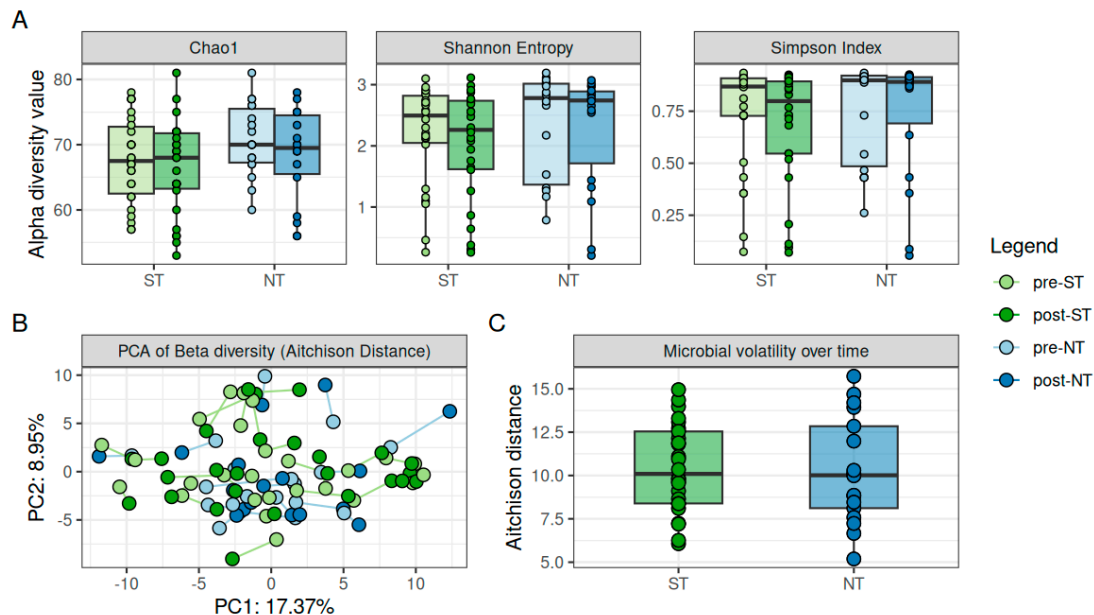 A
Chao1
Shannon Entropy
Simpson Index
Alpha diversity value
80
70
60
3
2
1
0.75
0.50
0.25
ST
NT
ST
NT
ST
NT
Legend
pre-ST
post-ST
pre-NT
post-NT
B
PCA of Beta diversity (Aitchison Distance)
PC2: 8.95%
10
5
0
-5
-10
-5
0
5
10
PC1: 17.37%
C
Microbial volatility over time
Aitchison distance
15.0
12.5
10.0
7.5
5.0
ST
NT